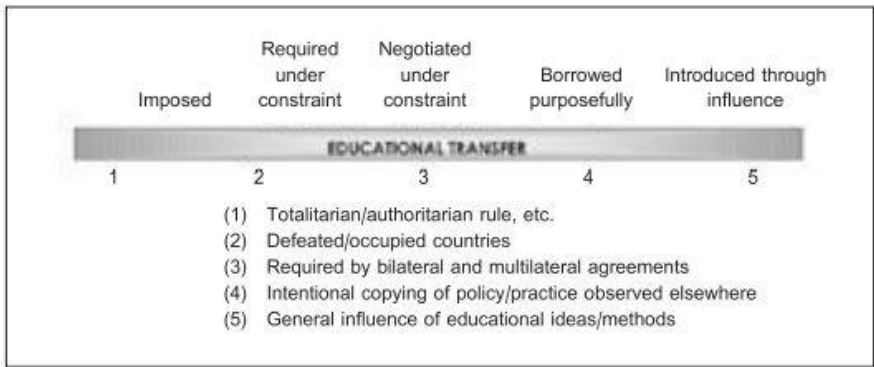 Required Negotiated
under under Borrowed Introduced through
Imposed constraint constraint purposefully influence
EDUCATIONAL TRANSFER
1 2 3 4 5
(1) Totalitarian/authoritarian rule, etc.
(2) Defeated/occupied countries
(3) Required by bilateral and multilateral agreements
(4) Intentional copying of policy/practice observed elsewhere
(5) General influence of educational ideas/methods